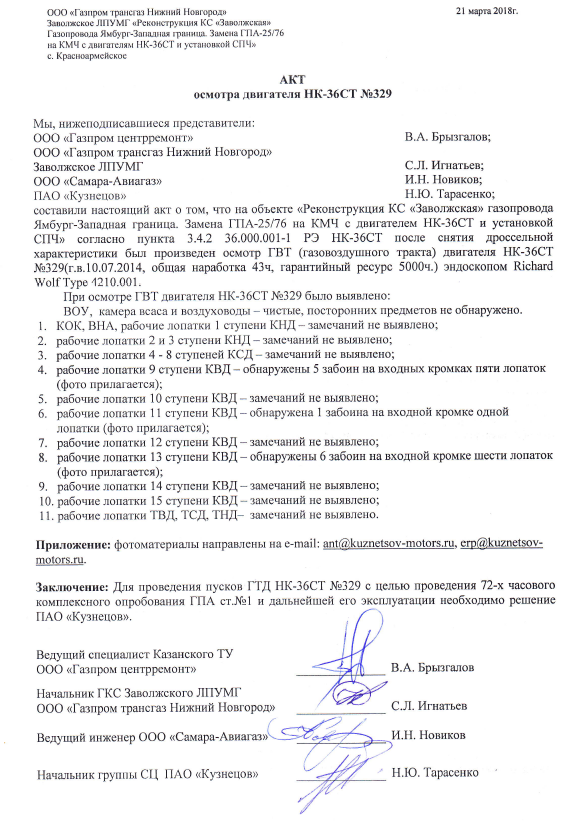 ООО «Газпром трансгаз Нижний Новгород» 21 марта 2018г.
Заволжское ЛПУМГ «Реконструкция КС «Заволжская»
Газопровода Ямбург-Западная граница. Замена ГПА-25/76
на КМЧ с двигателям НК-36СТ и установкой СПЧ»
с. Красноармейское
АКТ
осмотра двигателя НК-36СТ №329
Мы, нижеподписавшиеся представители:
ООО «Газпром центрремонт» В.А. Брызгалов;
ООО «Газпром трансгаз Нижний Новгород»
Заволжское ЛПУМГ С.Л. Игнатьев;
ООО «Самара-Авиагаз» И.Н. Новиков;
ПАО «Кузнецов» Н.Ю. Тарасенко;
составили настоящий акт о том, что на объекте «Реконструкция КС «Заволжская» газопровода
Ямбург-Западная граница. Замена ГПА-25/76 на КМЧ с двигателем НК-36СТ и установкой
СПЧ» согласно пункта 3.4.2 36.000.001-1 РЭ НК-36СТ после снятия дроссельной
характеристики был произведен осмотр ГВТ (газовоздушного тракта) двигателя НК-36СТ
№329(г.в.10.07.2014, общая наработка 43ч, гарантийный ресурс 5000ч.) эндоскопом Richard
Wolf Type 4210.001.
При осмотре ГВТ двигателя НК-36СТ №329 было выявлено:
ВОУ, камера всаса и воздуховоды – чистые, посторонних предметов не обнаружено.
1. КОК, ВНА, рабочие лопатки 1 ступени КНД – замечаний не выявлено;
2. рабочие лопатки 2 и 3 ступени КНД – замечаний не выявлено;
3. рабочие лопатки 4 - 8 ступеней КСД – замечаний не выявлено;
4. рабочие лопатки 9 ступени КВД – обнаружены 5 забоин на входных кромках пяти лопаток
(фото прилагается);
5. рабочие лопатки 10 ступени КВД – замечаний не выявлено;
6. рабочие лопатки 11 ступени КВД – обнаружена 1 забоина на входной кромке одной
лопатки (фото прилагается);
7. рабочие лопатки 12 ступени КВД – замечаний не выявлено;
8. рабочие лопатки 13 ступени КВД – обнаружены 6 забоин на входной кромке шести лопаток
(фото прилагается);
9. рабочие лопатки 14 ступени КВД – замечаний не выявлено;
10. рабочие лопатки 15 ступени КВД – замечаний не выявлено;
11. рабочие лопатки ТВД, ТСД, ТНД– замечаний не выявлено.
Приложение: фотоматериалы направлены на e-mail: ant@kuznetsov-motors.ru, erp@kuznetsov-
motors.ru.
Заключение: Для проведения пусков ГТД НК-36СТ №329 с целью проведения 72-х часового
комплексного опробования ГПА ст.№1 и дальнейшей его эксплуатации необходимо решение
ПАО «Кузнецов».
Ведущий специалист Казанского ТУ
ООО «Газпром центрремонт» В.А. Брызгалов
Начальник ГКС Заволжского ЛПУМГ
ООО «Газпром трансгаз Нижний Новгород» С.Л. Игнатьев
Ведущий инженер ООО «Самара-Авиагаз» И.Н. Новиков
Начальник группы СЦ ПАО «Кузнецов» Н.Ю. Тарасенко